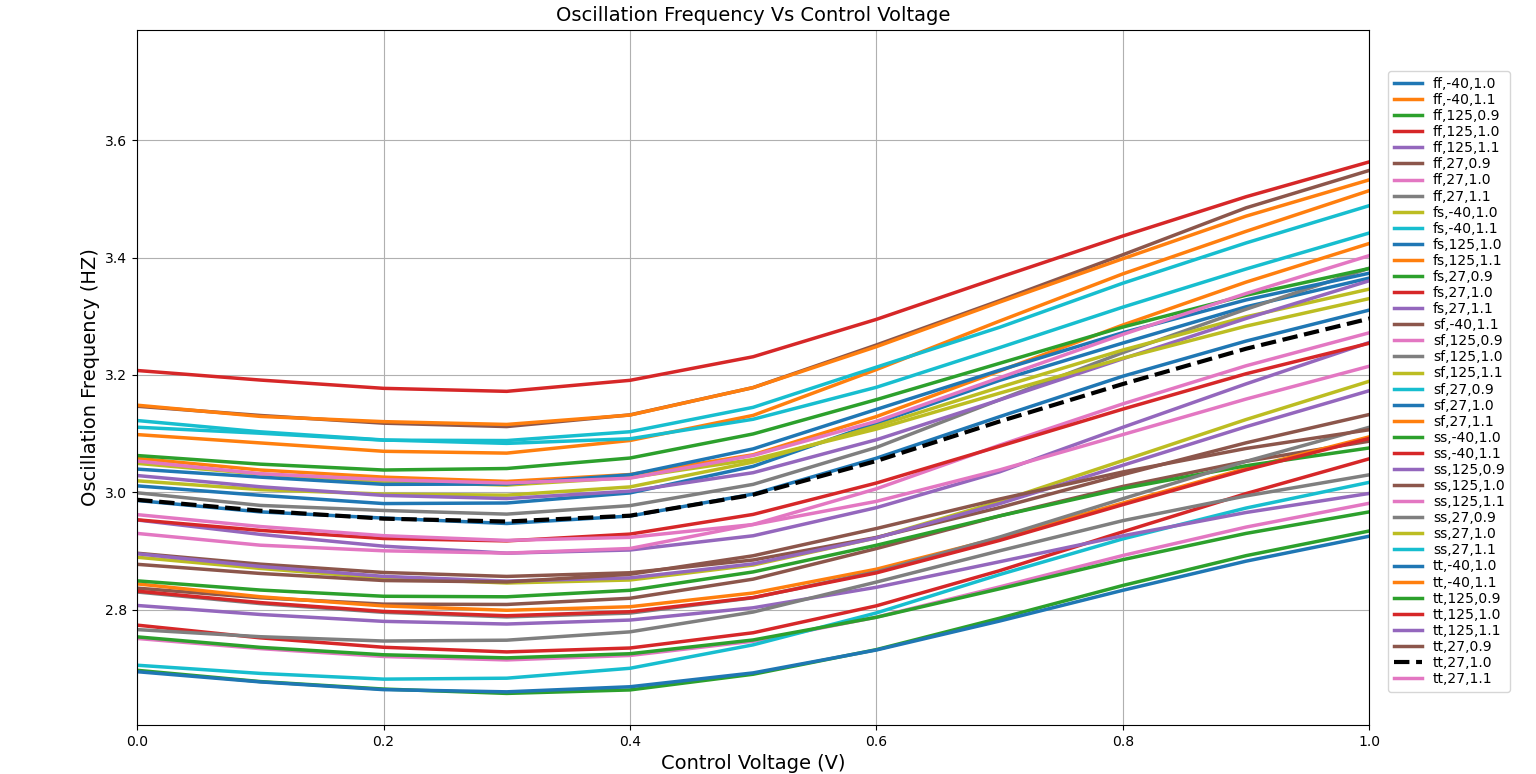 Oscillation Frequency Vs Control Voltage
Oscillation Frequency (HZ)
3.6
3.4
3.2
3.0
2.8
0.0
0.2
0.4
0.6
0.8
1.0
Control Voltage (V)
ff,-40,1.0
ff,-40,1.1
ff,125,0.9
ff,125,1.0
ff,125,1.1
ff,27,0.9
ff,27,1.0
ff,27,1.1
fs,-40,1.0
fs,-40,1.1
fs,125,1.0
fs,125,1.1
fs,27,0.9
fs,27,1.0
fs,27,1.1
sf,-40,1.1
sf,125,0.9
sf,125,1.0
sf,125,1.1
sf,27,0.9
sf,27,1.0
sf,27,1.1
ss,-40,1.0
ss,-40,1.1
ss,125,0.9
ss,125,1.0
ss,125,1.1
ss,27,0.9
ss,27,1.0
ss,27,1.1
tt,-40,1.0
tt,-40,1.1
tt,125,0.9
tt,125,1.0
tt,125,1.1
tt,27,0.9
tt,27,1.0
tt,27,1.1